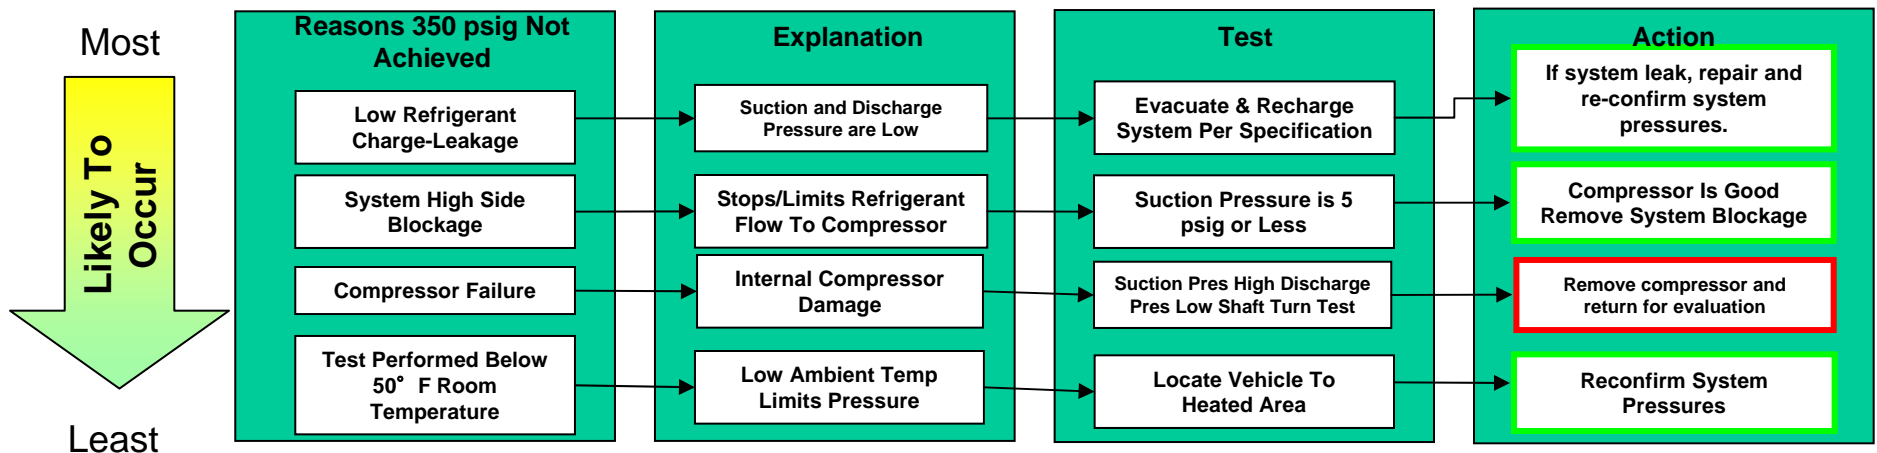 Most
Likely To
Occur
Least
Reasons 350 psig Not
Achieved
Explanation
Test
Action
Low Refrigerant
Charge-Leakage
Suction and Discharge
Pressure are Low
Evacuate & Recharge
System Per Specification
If system leak, repair and
re-confirm system
pressures.
System High Side
Blockage
Stops/Limits Refrigerant
Flow To Compressor
Suction Pressure is 5
psig or Less
Compressor Is Good
Remove System Blockage
Compressor Failure
Internal Compressor
Damage
Suction Pres High Discharge
Pres Low Shaft Turn Test
Remove compressor and
return for evaluation
Test Performed Below
50° F Room
Temperature
Low Ambient Temp
Limits Pressure
Locate Vehicle To
Heated Area
Reconfirm System
Pressures